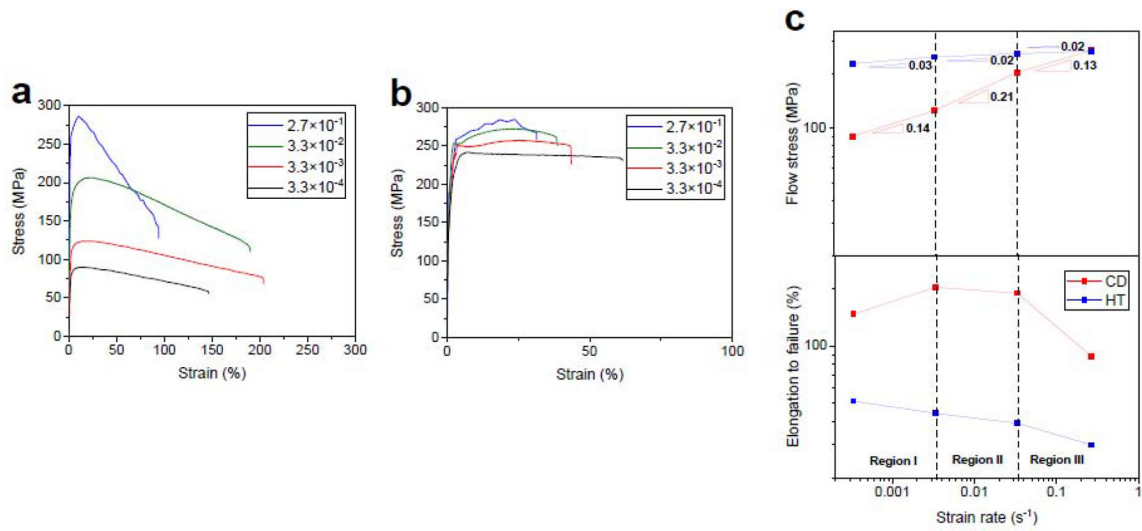 a
300
250
200
150
100
50
0
0 50 100 150 200 250 300
Stress (MPa)
Strain (%)
2.7×10⁻¹
3.3×10⁻²
3.3×10⁻³
3.3×10⁻⁴
b
300
250
200
150
100
50
0
0 50 100
Stress (MPa)
Strain (%)
2.7×10⁻¹
3.3×10⁻²
3.3×10⁻³
3.3×10⁻⁴
c
Flow stress (MPa)
100
0.03
0.02
0.02
0.13
0.21
0.14
Elongation to failure (%)
100
CD
HT
Region I Region II Region III
0.001 0.01 0.1 1
Strain rate (s⁻¹)